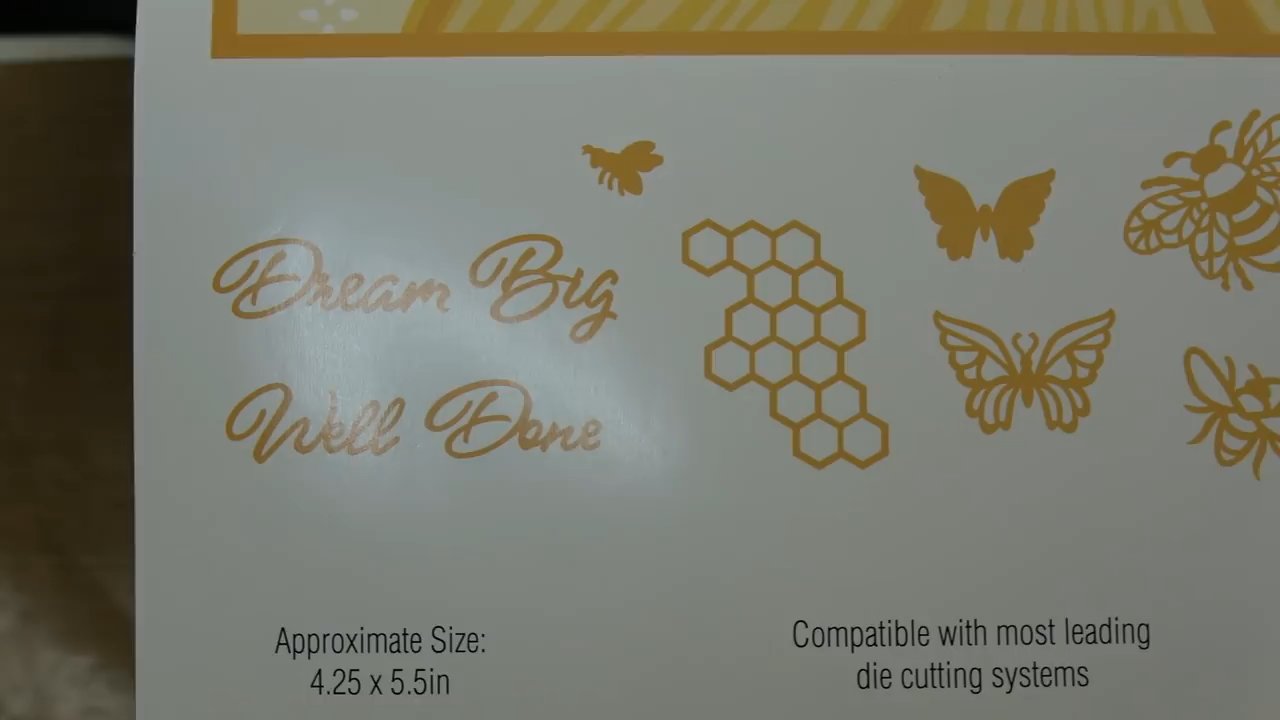 Dream Big
Well Done
Approximate Size:
4.25 x 5.5in
Compatible with most leading
die cutting systems